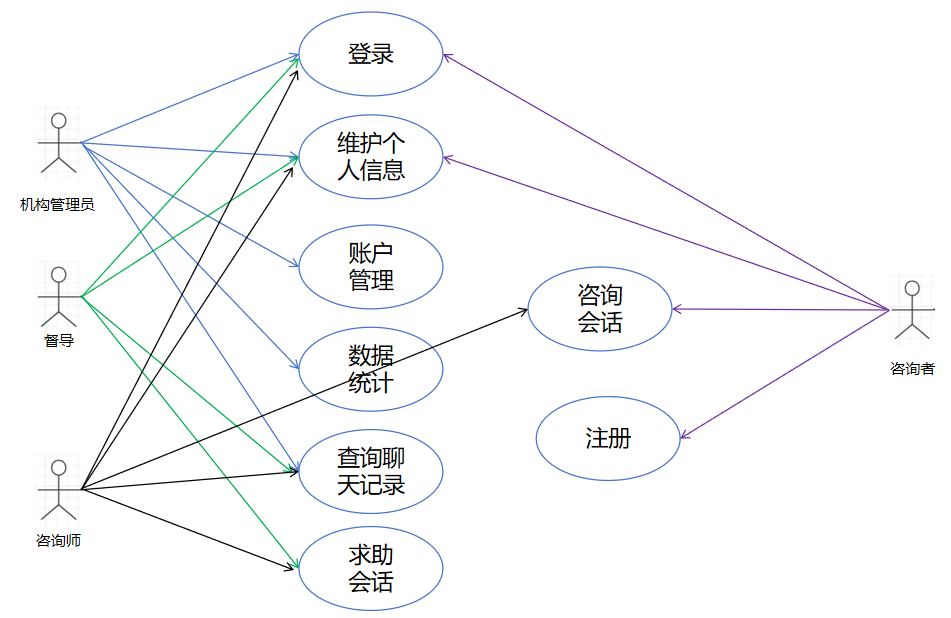 登录
维护个
人信息
机构管理员
账户
管理
咨询
会话
督导
数据
统计
咨询者
注册
查询聊
天记录
咨询师
求助
会话